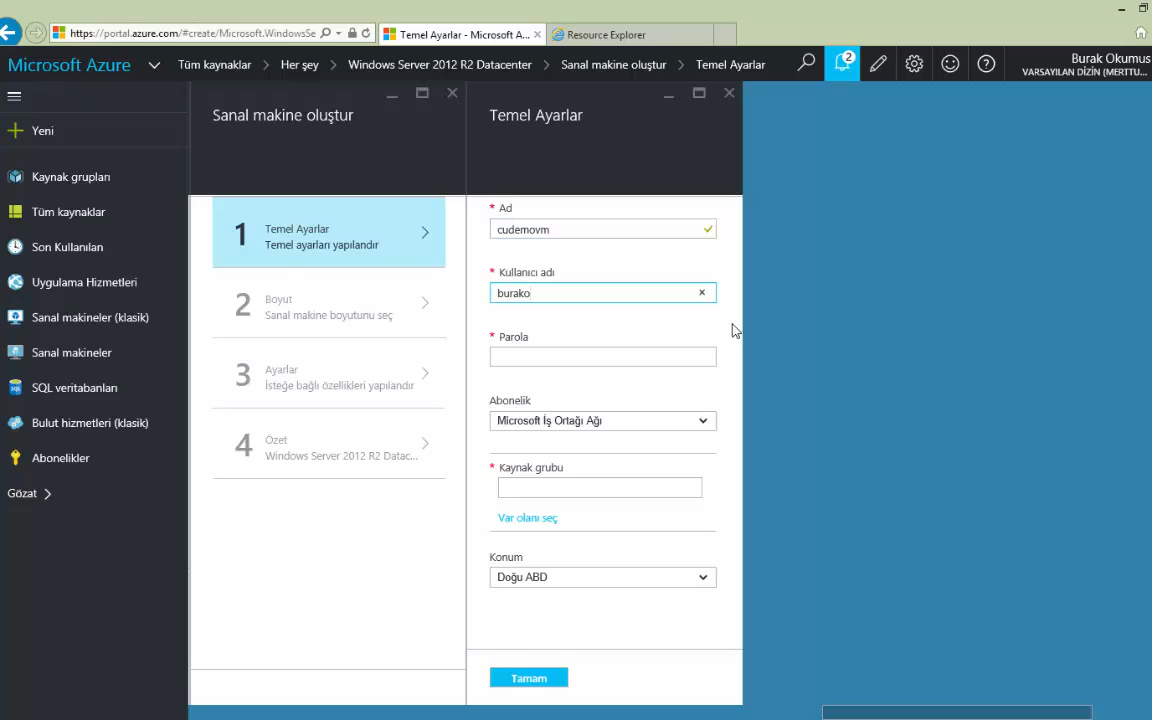 https://portal.azure.com/#create/Microsoft.WindowsSe
Temel Ayarlar - Microsoft A...
Resource Explorer
Microsoft Azure
Tüm kaynaklar
Her şey
Windows Server 2012 R2 Datacenter
Sanal makine oluştur
Temel Ayarlar
2
Burak Okumus
VARSAYILAN DİZİN (MERTTU...
Yeni
Kaynak grupları
Tüm kaynaklar
Son Kullanılan
Uygulama Hizmetleri
Sanal makineler (klasik)
Sanal makineler
SQL veritabanları
Bulut hizmetleri (klasik)
Abonelikler
Gözat
Sanal makine oluştur
1
Temel Ayarlar
Temel ayarları yapılandır
2
Boyut
Sanal makine boyutunu seç
3
Ayarlar
İsteğe bağlı özellikleri yapılandır
4
Özet
Windows Server 2012 R2 Datac...
Temel Ayarlar
* Ad
cudemovm
* Kullanıcı adı
burako
* Parola
Abonelik
Microsoft İş Ortağı Ağı
* Kaynak grubu
Var olanı seç
Konum
Doğu ABD
Tamam